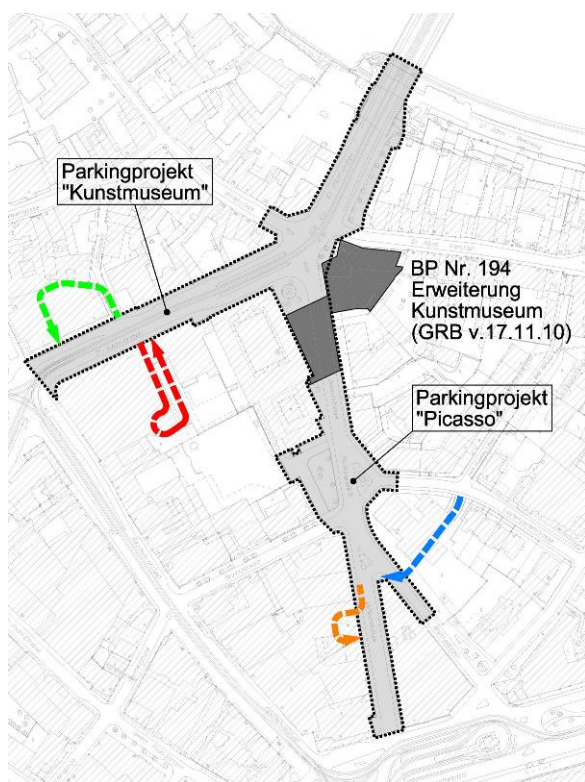 Parkingprojekt
"Kunstmuseum"
BP Nr. 194
Erweiterung
Kunstmuseum
(GRB v.17.11.10)
Parkingprojekt
"Picasso"